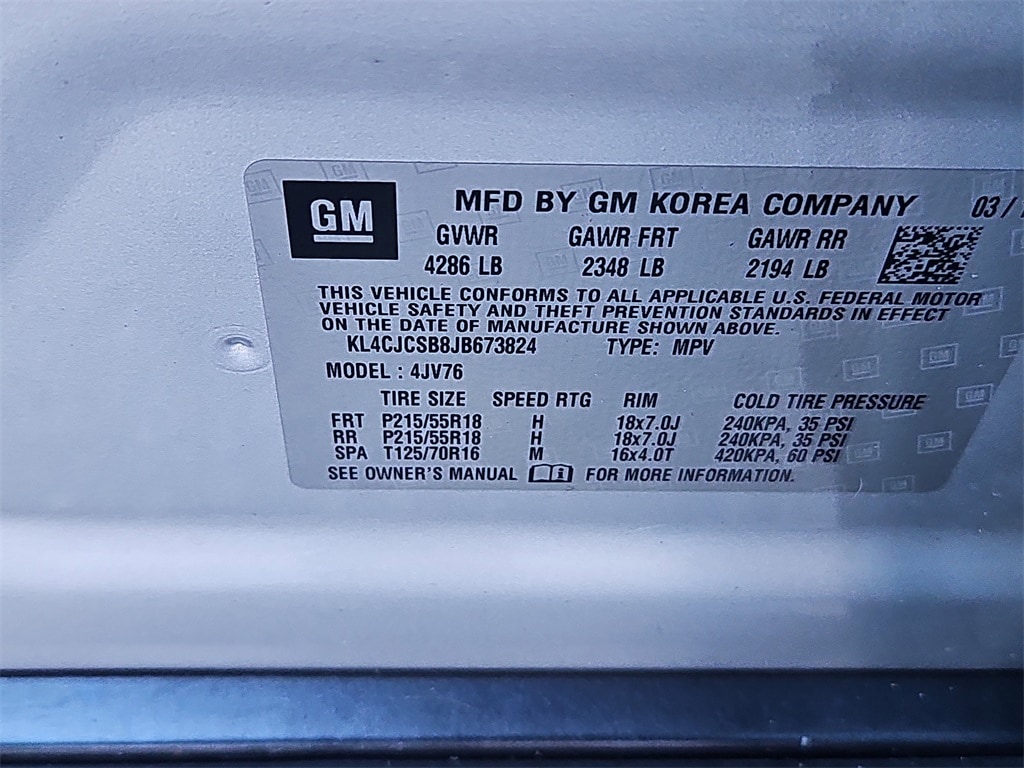 GM MFD BY GM KOREA COMPANY 03/
GVWR GAWR FRT GAWR RR
4286 LB 2348 LB 2194 LB
THIS VEHICLE CONFORMS TO ALL APPLICABLE U.S. FEDERAL MOTOR
VEHICLE SAFETY AND THEFT PREVENTION STANDARDS IN EFFECT
ON THE DATE OF MANUFACTURE SHOWN ABOVE.
KL4CJCSB8JB673824 TYPE: MPV
MODEL : 4JV76
TIRE SIZE SPEED RTG RIM COLD TIRE PRESSURE
FRT P215/55R18 H 18x7.0J 240KPA, 35 PSI
RR P215/55R18 H 18x7.0J 240KPA, 35 PSI
SPA T125/70R16 M 16x4.0T 420KPA, 60 PSI
SEE OWNER'S MANUAL FOR MORE INFORMATION.